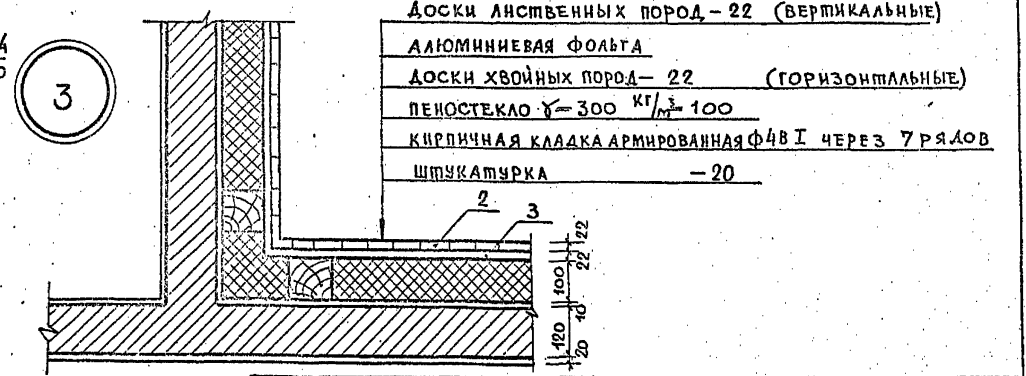 ДОСКИ ЛИСТВЕННЫХ ПОРОД – 22 (ВЕРТИКАЛЬНЫЕ)
АЛЮМИНИЕВАЯ ФОЛЬГА
ДОСКИ ХВОЙНЫХ ПОРОД – 22 (ГОРИЗОНТАЛЬНЫЕ)
ПЕНОСТЕКЛО γ=300 кг/м³ – 100
КИРПИЧНАЯ КЛАДКА АРМИРОВАННАЯ Ф4В I ЧЕРЕЗ 7 РЯДОВ
ШТУКАТУРКА – 20
3
2
3
22
22
100
10
120
20